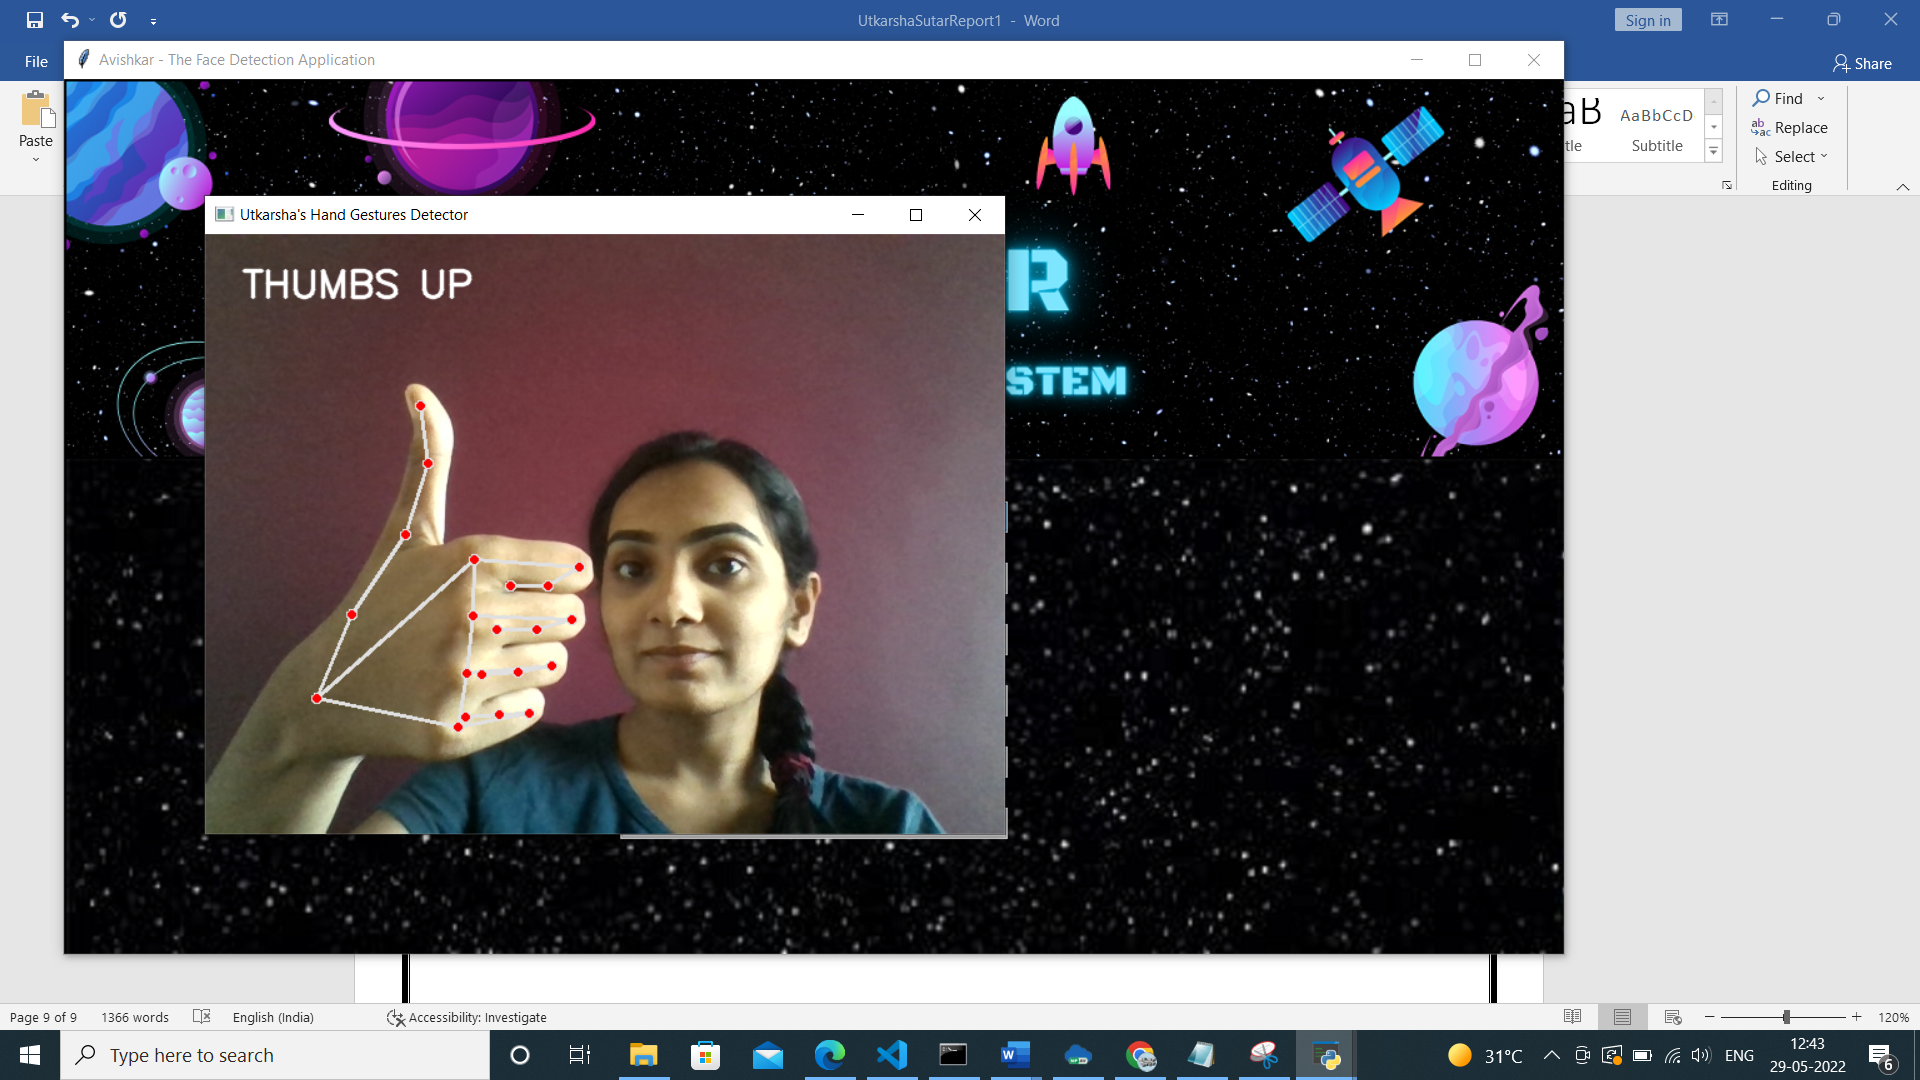 UtkarshaSutarReport1 - Word
Sign in
File
Share
Avishkar - The Face Detection Application
Paste
Find
Replace
Select
Editing
AaBbCcD
Subtitle
Utkarsha's Hand Gestures Detector
THUMBS UP
R
STEM
Page 9 of 9
1366 words
English (India)
Accessibility: Investigate
120%
Type here to search
31°C
ENG
12:43
29-05-2022
6